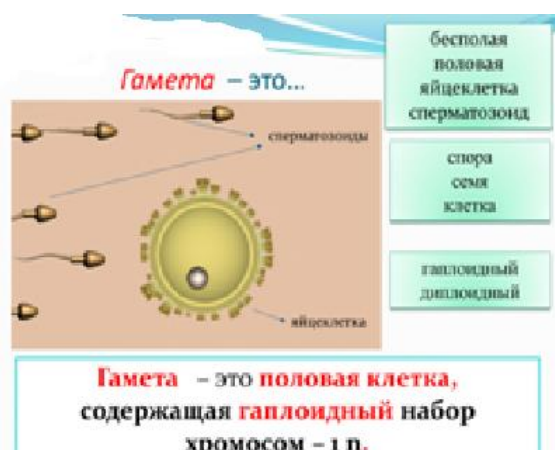 Гамета – это...
сперматозоиды
яйцеклетка
бесполая
половая
яйцеклетка
сперматозоид
спора
семя
клетка
гаплоидный
диплоидный
Гамета – это половая клетка,
содержащая гаплоидный набор
хромосом – 1 n.